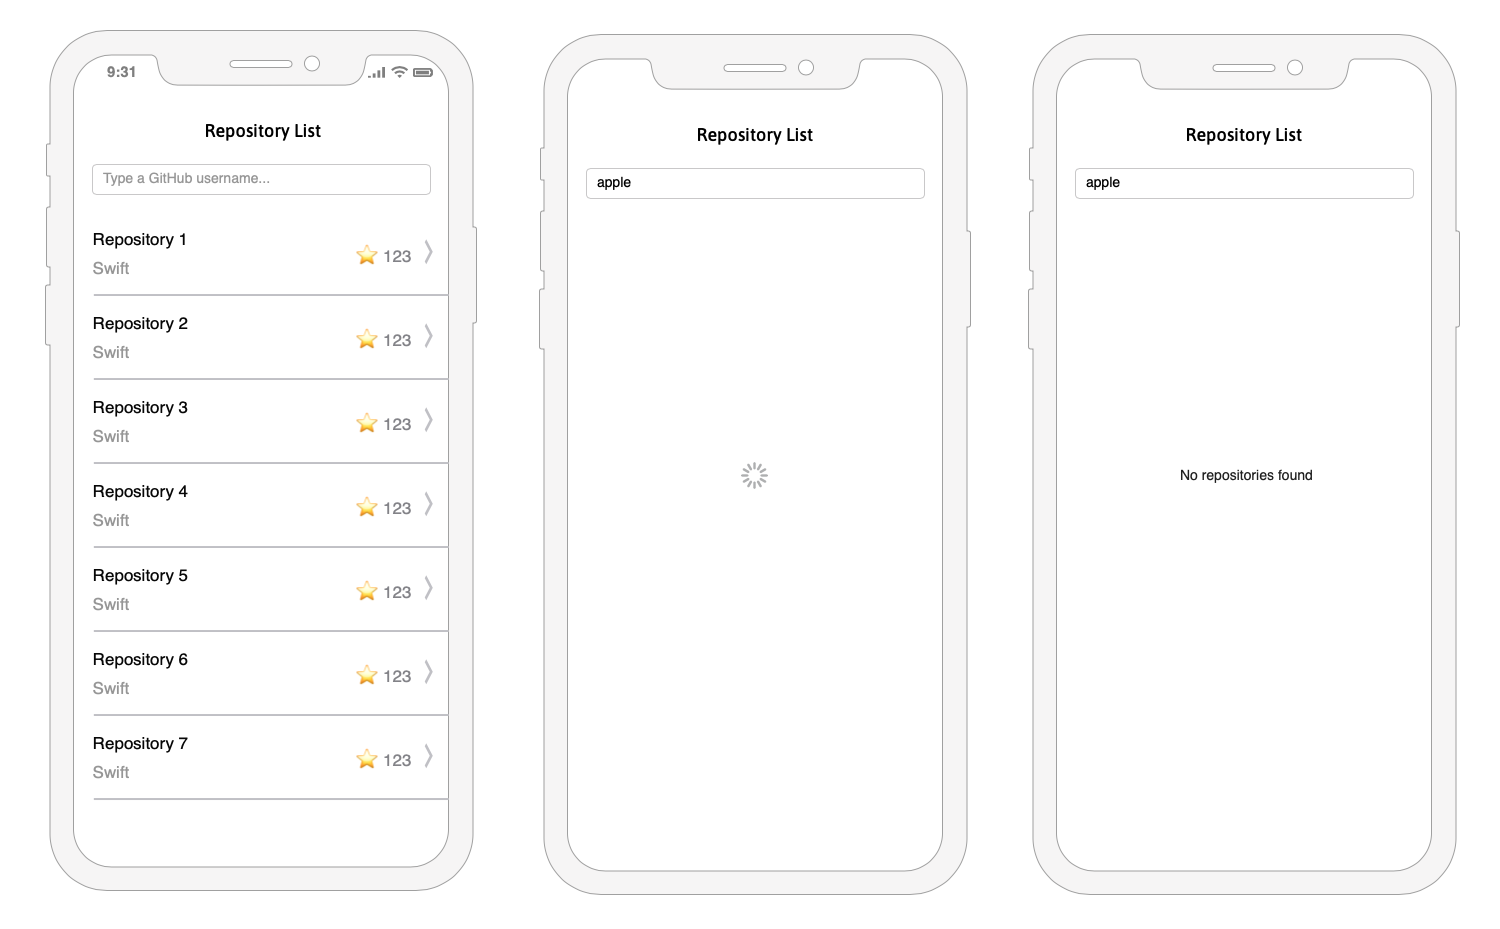 9:31
Repository List
Type a GitHub username...
Repository 1
Swift
123
Repository 2
Swift
123
Repository 3
Swift
123
Repository 4
Swift
123
Repository 5
Swift
123
Repository 6
Swift
123
Repository 7
Swift
123
Repository List
apple
Repository List
apple
No repositories found